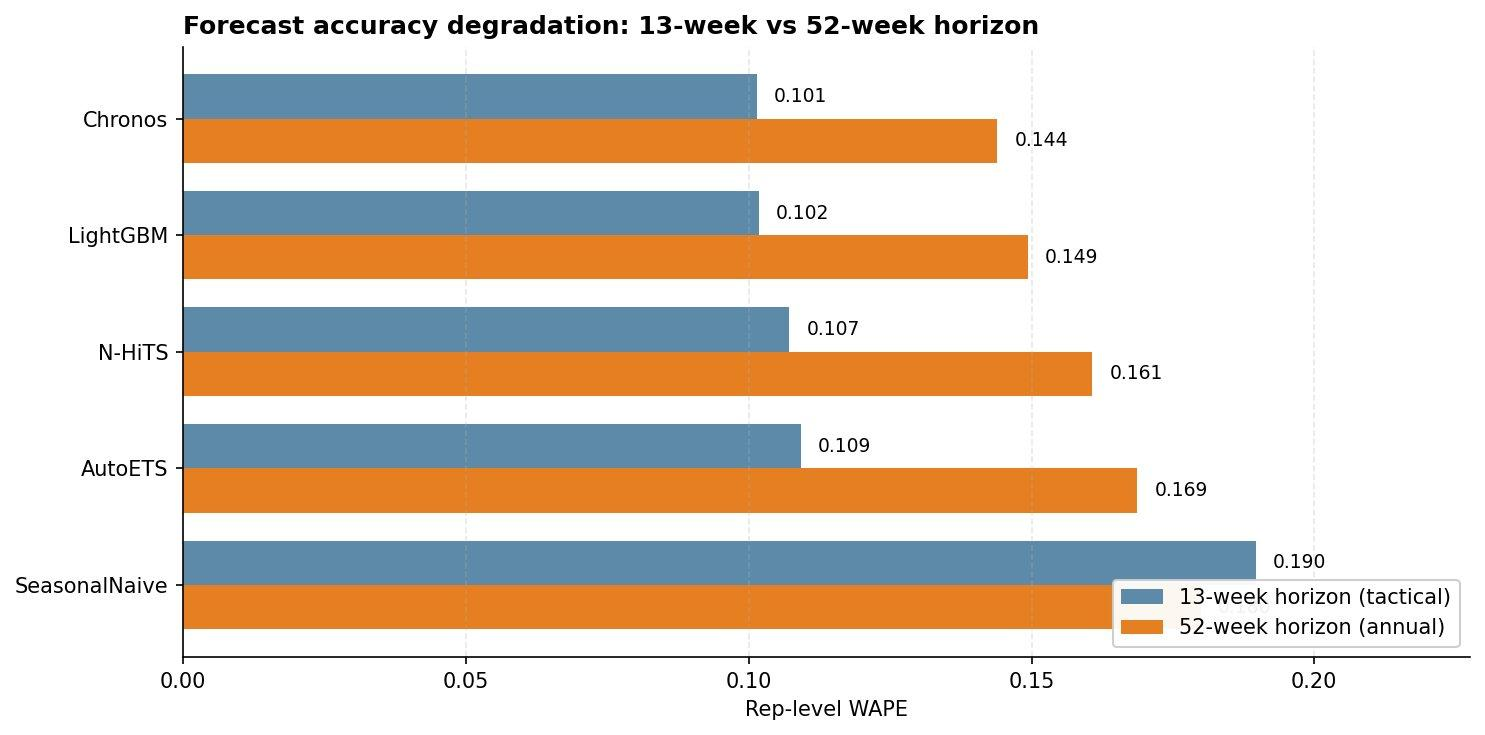 Forecast accuracy degradation: 13-week vs 52-week horizon
Chronos
0.101
0.144
LightGBM
0.102
0.149
N-HiTS
0.107
0.161
AutoETS
0.109
0.169
SeasonalNaive
0.190
13-week horizon (tactical)
52-week horizon (annual)
0.00 0.05 0.10 0.15 0.20
Rep-level WAPE